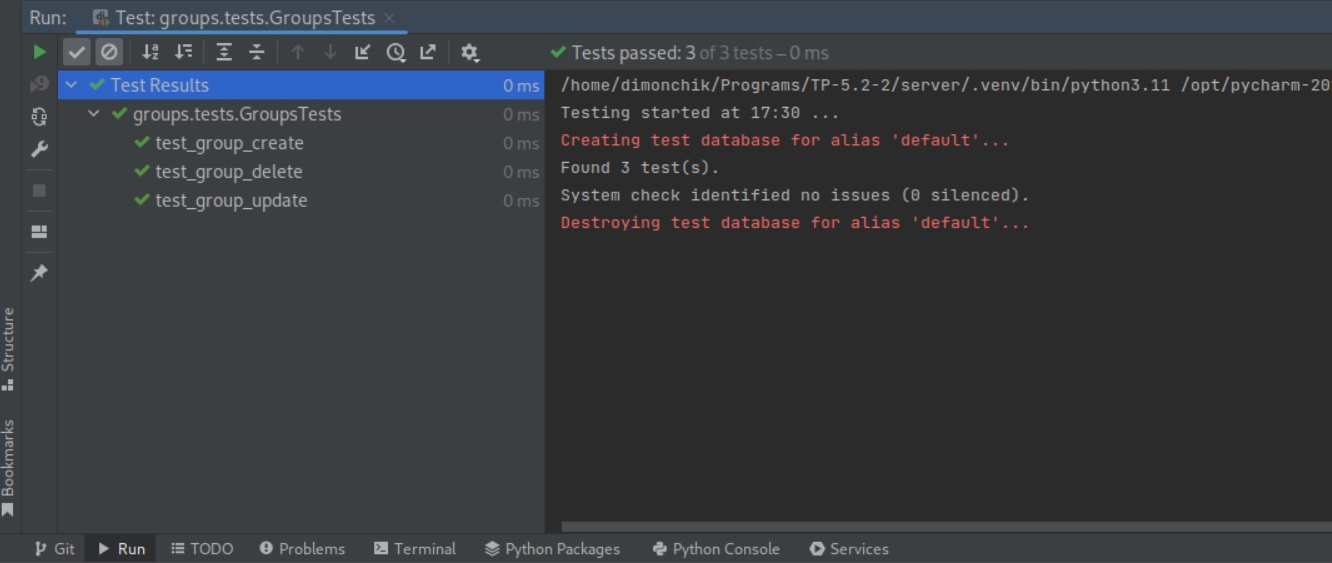 Run: Test: groups.tests.GroupsTests
Tests passed: 3 of 3 tests – 0 ms
Test Results 0 ms
groups.tests.GroupsTests 0 ms
test_group_create 0 ms
test_group_delete 0 ms
test_group_update 0 ms
/home/dimonchik/Programs/TP-5.2-2/server/.venv/bin/python3.11 /opt/pycharm-20
Testing started at 17:30 ...
Creating test database for alias 'default'...
Found 3 test(s).
System check identified no issues (0 silenced).
Destroying test database for alias 'default'...
Structure
Bookmarks
Git Run TODO Problems Terminal Python Packages Python Console Services